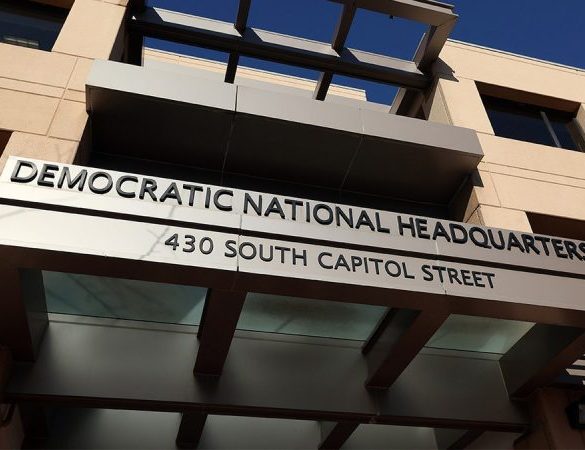 DEMOCRATIC NATIONAL HEADQUARTERS
430 SOUTH CAPITOL STREET